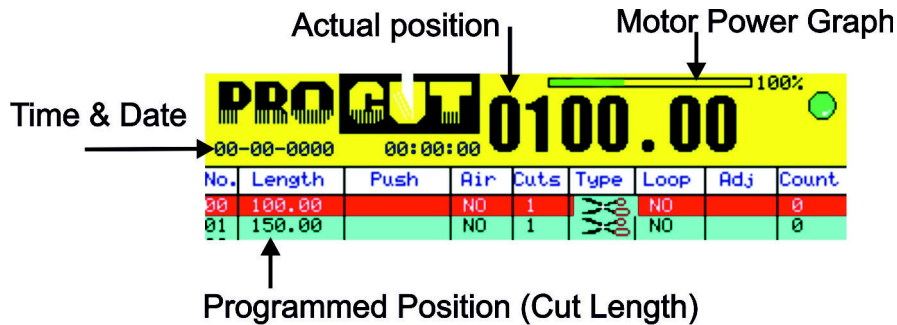 Actual position
Motor Power Graph
100%
PRO CUT
0100.00
Time & Date
00-00-0000 00:00:00
No. Length Push Air Cuts Type Loop Adj Count
00 100.00 NO 1 NO 0
01 150.00 NO 1 NO 0
Programmed Position (Cut Length)